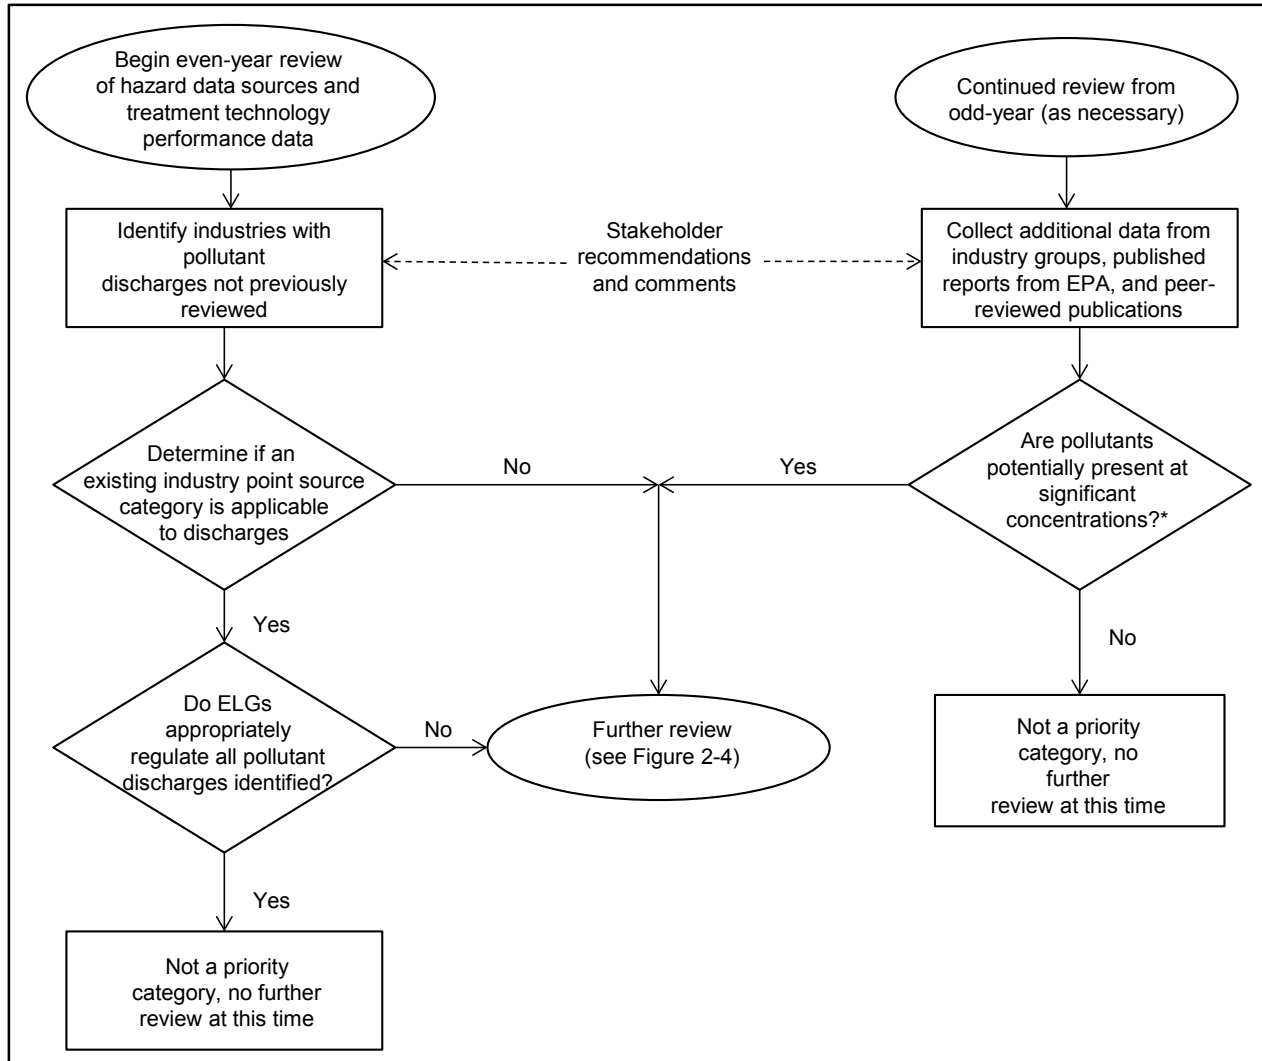 Begin even-year review
of hazard data sources and
treatment technology
performance data
Continued review from
odd-year (as necessary)
Identify industries with
pollutant
discharges not previously
reviewed
Stakeholder
recommendations
and comments
Collect additional data from
industry groups, published
reports from EPA, and peer-
reviewed publications
Determine if an
existing industry point source
category is applicable
to discharges
No
Yes
Are pollutants
potentially present at
significant
concentrations?*
Yes
No
Do ELGs
appropriately
regulate all pollutant
discharges identified?
No
Further review
(see Figure 2-4)
Not a priority
category, no
further
review at this time
Yes
Not a priority
category, no further
review at this time